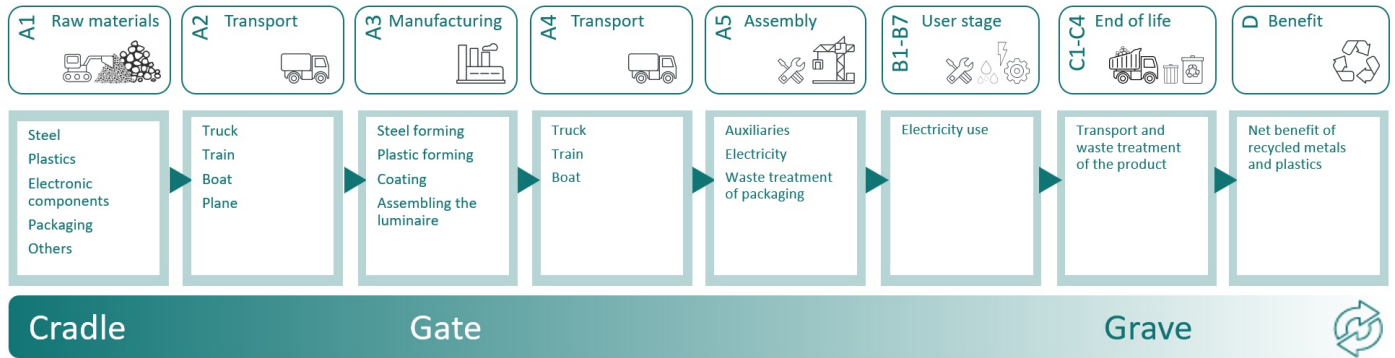 A1 Raw materials
A2 Transport
A3 Manufacturing
A4 Transport
A5 Assembly
B1-B7 User stage
C1-C4 End of life
D Benefit
Steel
Plastics
Electronic
components
Packaging
Others
Truck
Train
Boat
Plane
Steel forming
Plastic forming
Coating
Assembling the
luminaire
Truck
Train
Boat
Auxiliaries
Electricity
Waste treatment
of packaging
Electricity use
Transport and
waste treatment
of the product
Net benefit of
recycled metals
and plastics
Cradle
Gate
Grave